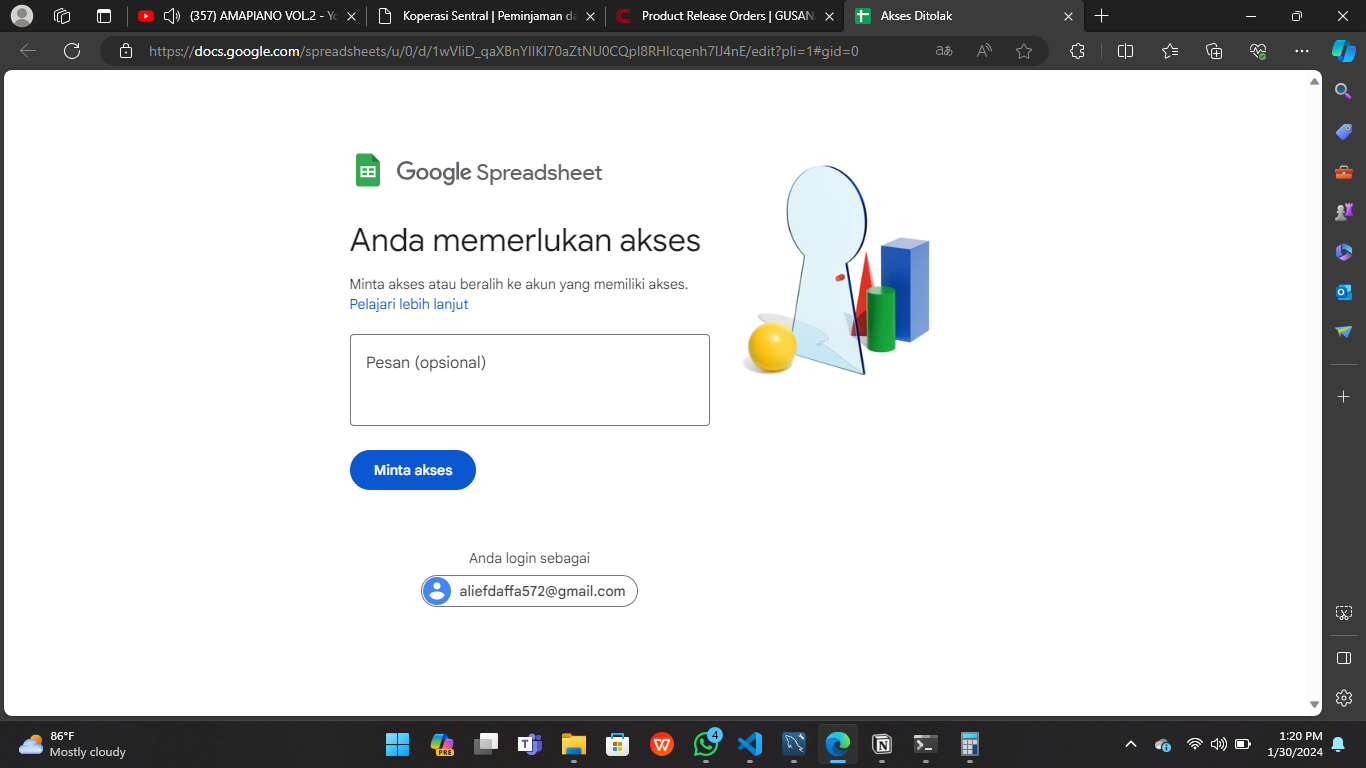 (357) AMAPIANO VOL.2 - Yo
Koperasi Sentral | Peminjaman da
Product Release Orders | GUSANA
Akses Ditolak
https://docs.google.com/spreadsheets/u/0/d/1wVliD_qaXBnYIIKl70aZtNU0CQpl8RHIcqenh7lJ4nE/edit?pli=1#gid=0
Google Spreadsheet
Anda memerlukan akses
Minta akses atau beralih ke akun yang memiliki akses.
Pelajari lebih lanjut
Pesan (opsional)
Minta akses
Anda login sebagai
aliefdaffa572@gmail.com
86°F
Mostly cloudy
PRE
4
1:20 PM
1/30/2024